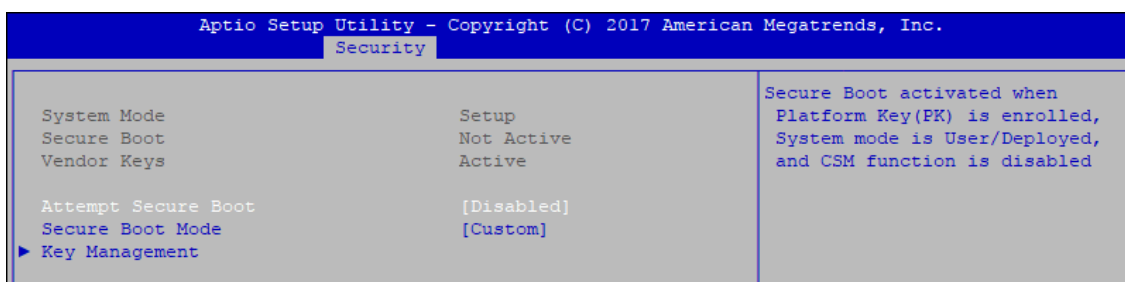 Aptio Setup Utility – Copyright (C) 2017 American Megatrends, Inc.
Security
System Mode Setup
Secure Boot Not Active
Vendor Keys Active
Attempt Secure Boot [Disabled]
Secure Boot Mode [Custom]
► Key Management
Secure Boot activated when
Platform Key(PK) is enrolled,
System mode is User/Deployed,
and CSM function is disabled